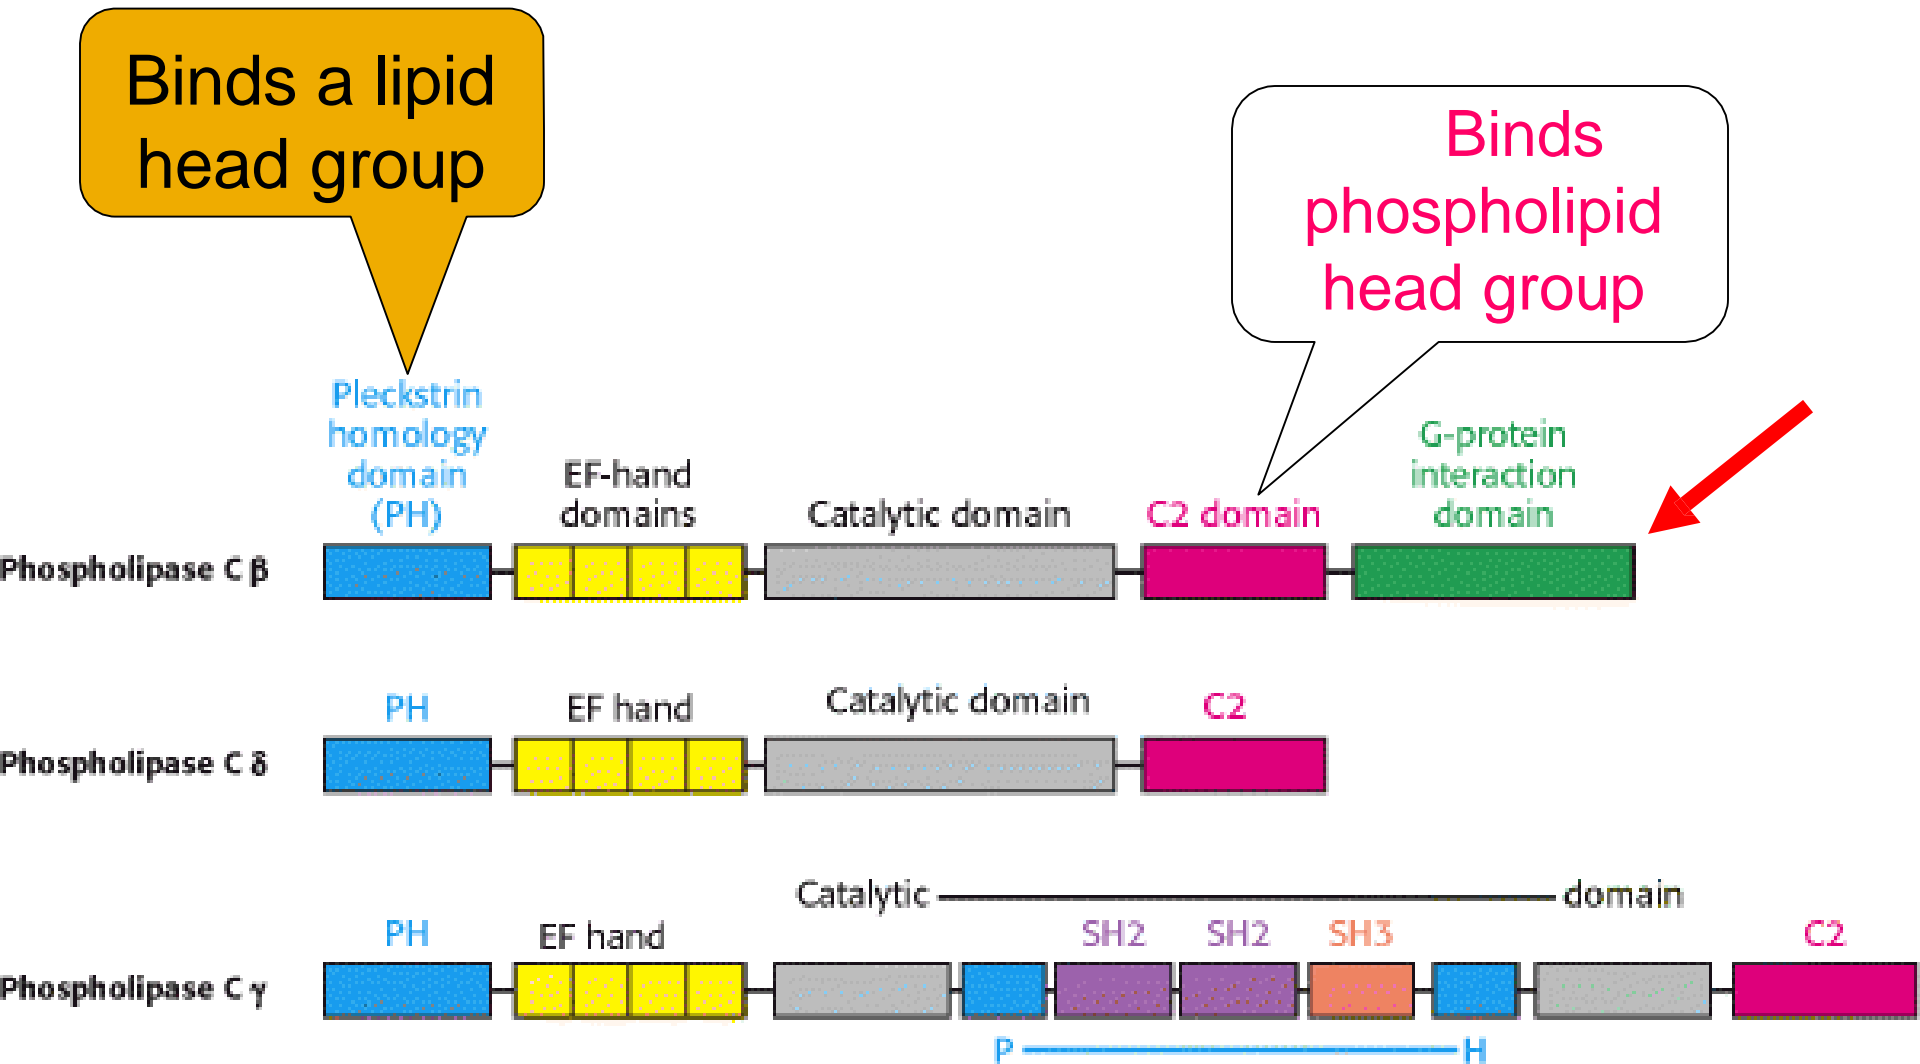 Binds a lipid
head group
Binds
phospholipid
head group
Pleckstrin
homology
domain
(PH)
EF-hand
domains
Catalytic domain
C2 domain
G-protein
interaction
domain
Phospholipase C β
PH
EF hand
Catalytic domain
C2
Phospholipase C δ
Catalytic domain
PH
EF hand
SH2
SH2
SH3
C2
Phospholipase C γ
P H